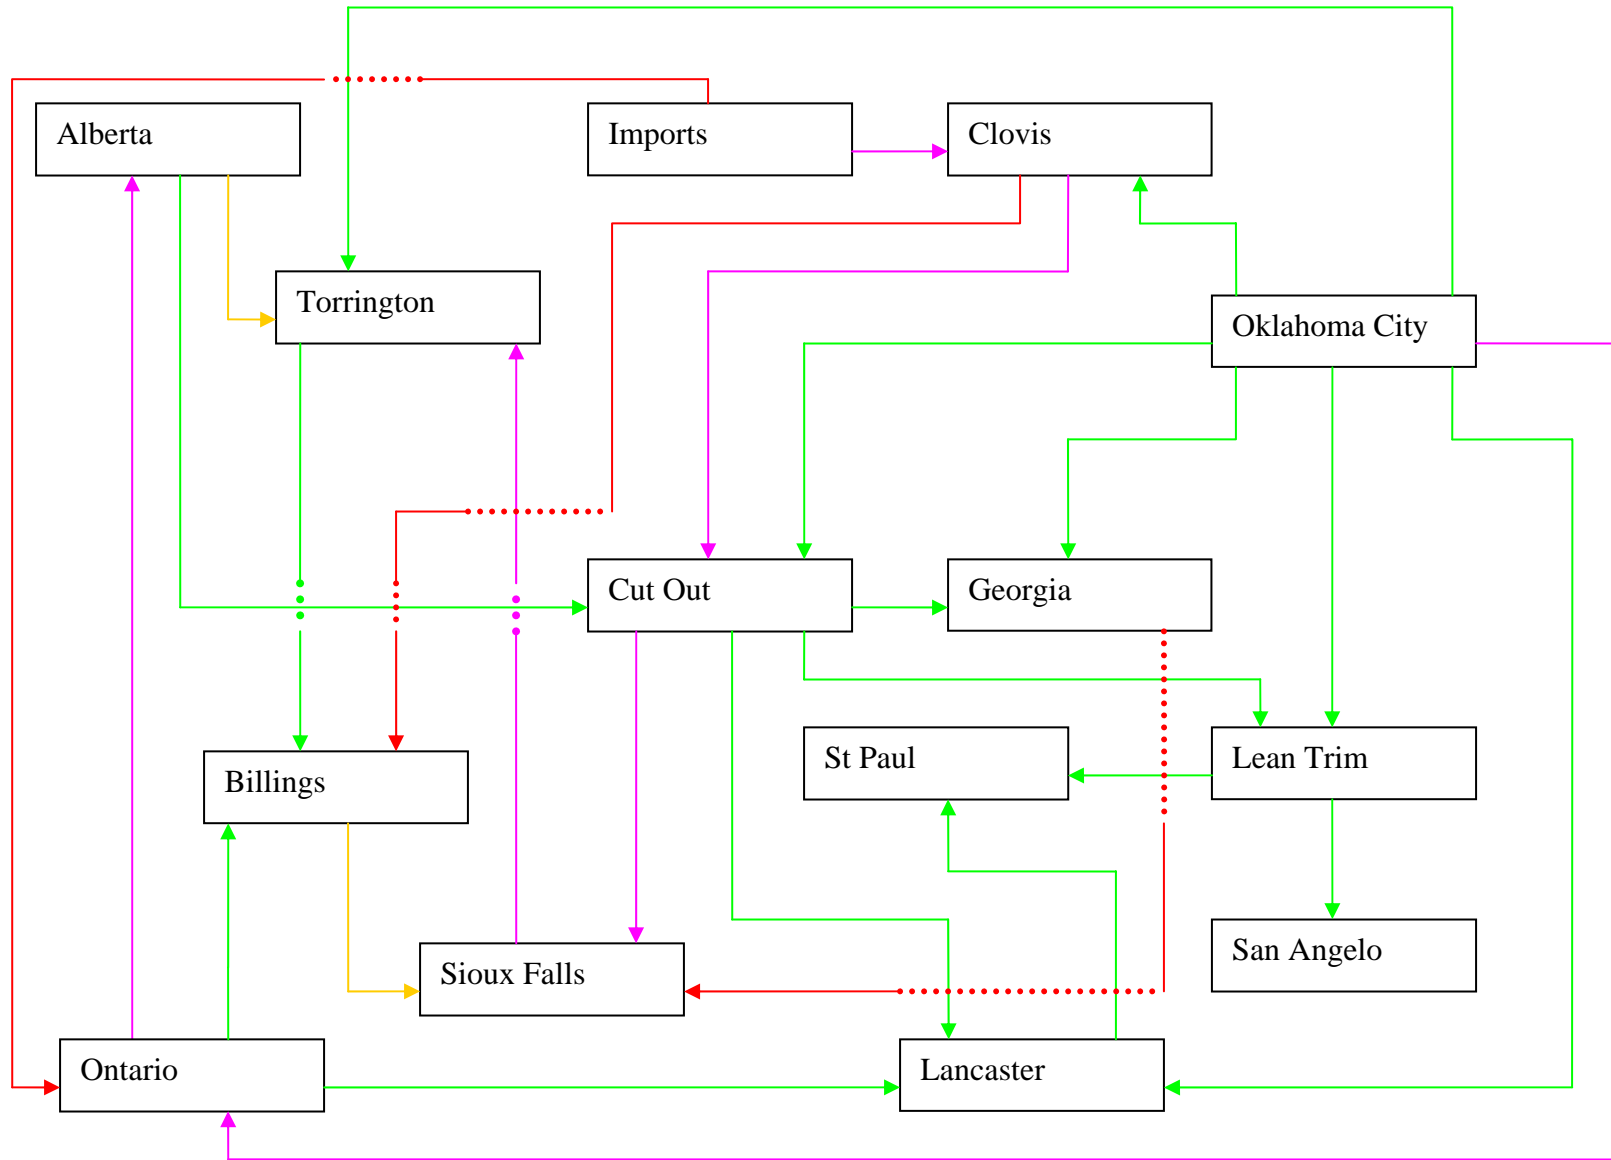 Alberta
Imports
Clovis
Torrington
Oklahoma City
Cut Out
Georgia
St Paul
Lean Trim
Billings
Sioux Falls
San Angelo
Ontario
Lancaster